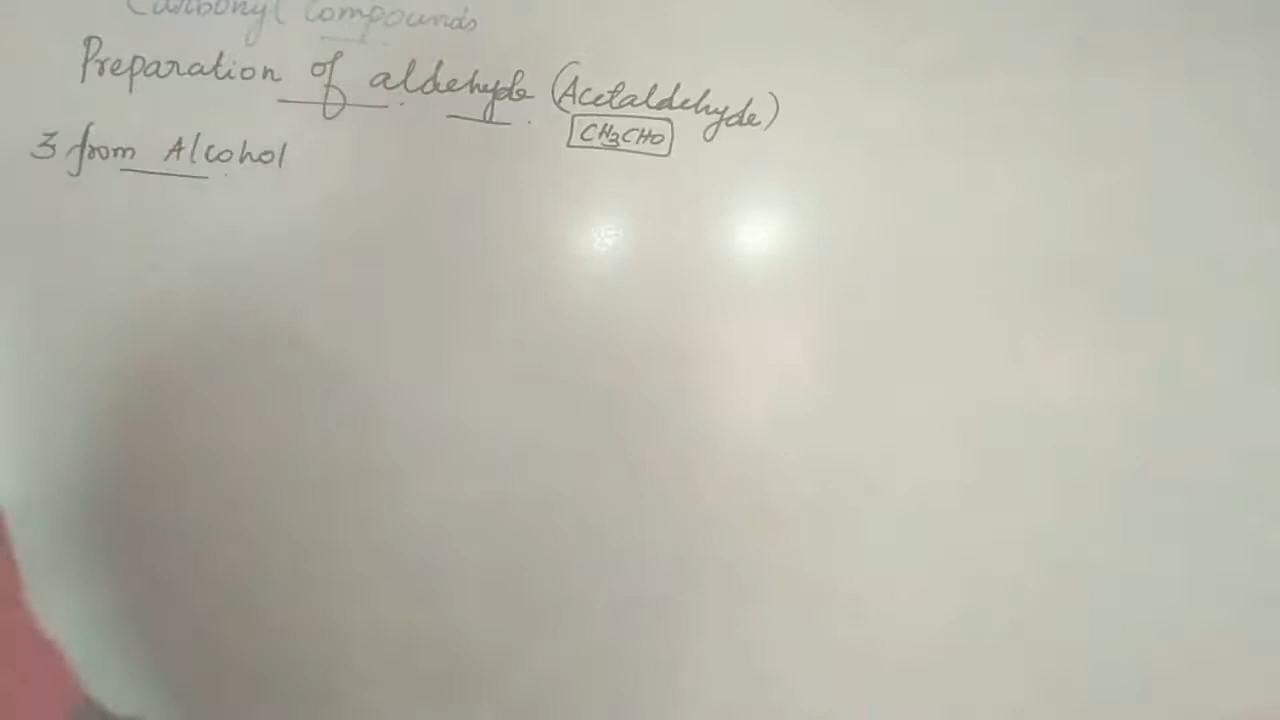 Carbonyl Compounds
Preparation of aldehyde (Acetaldehyde)
CH3CHO
3 from Alcohol